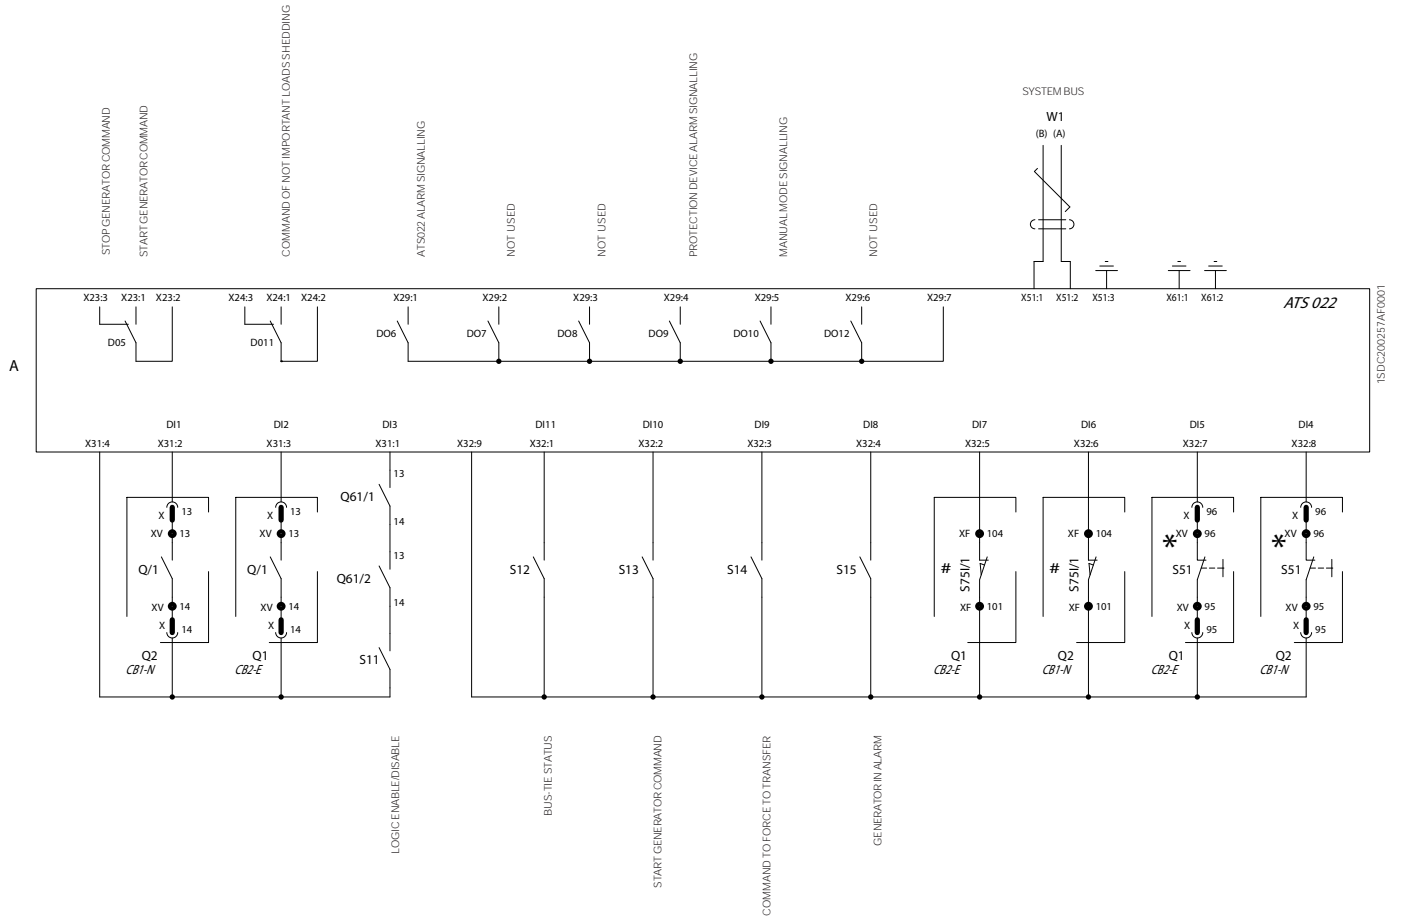 STOP GENERATOR COMMAND
START GENERATOR COMMAND
COMMAND OF NOT IMPORTANT LOADS SHEDDING
ATS022 ALARM SIGNALLING
NOT USED
NOT USED
PROTECTION DEVICE ALARM SIGNALLING
MANUAL MODE SIGNALLING
NOT USED
SYSTEM BUS
W1
(B) (A)
X23:3 X23:1 X23:2 X24:3 X24:1 X24:2 X29:1 X29:2 X29:3 X29:4 X29:5 X29:6 X29:7 X51:1 X51:2 X51:3 X61:1 X61:2
ATS 022
1SDC200257AF0001
D05 D011 DO6 DO7 DO8 DO9 DO10 DO12
A
DI1 DI2 DI3 DI11 DI10 DI9 DI8 DI7 DI6 DI5 DI4
X31:4 X31:2 X31:3 X31:1 X32:9 X32:1 X32:2 X32:3 X32:4 X32:5 X32:6 X32:7 X32:8
13
Q61/1
14
13
Q61/2
14
S11
X 13
XV 13
Q/1
XV 14
X 14
Q2
CB1-N
X 13
XV 13
Q/1
XV 14
X 14
Q1
CB2-E
S12 S13 S14 S15
XF 104
# S75I/1
XF 101
Q1
CB2-E
XF 104
# S75I/1
XF 101
Q2
CB1-N
X 96
* XV 96
S51
XV 95
X 95
Q1
CB2-E
X 96
* XV 96
S51
XV 95
X 95
Q2
CB1-N
LOGIC ENABLE/DISABLE
BUS-TIE STATUS
START GENERATOR COMMAND
COMMAND TO FORCE TO TRANSFER
GENERATOR IN ALARM